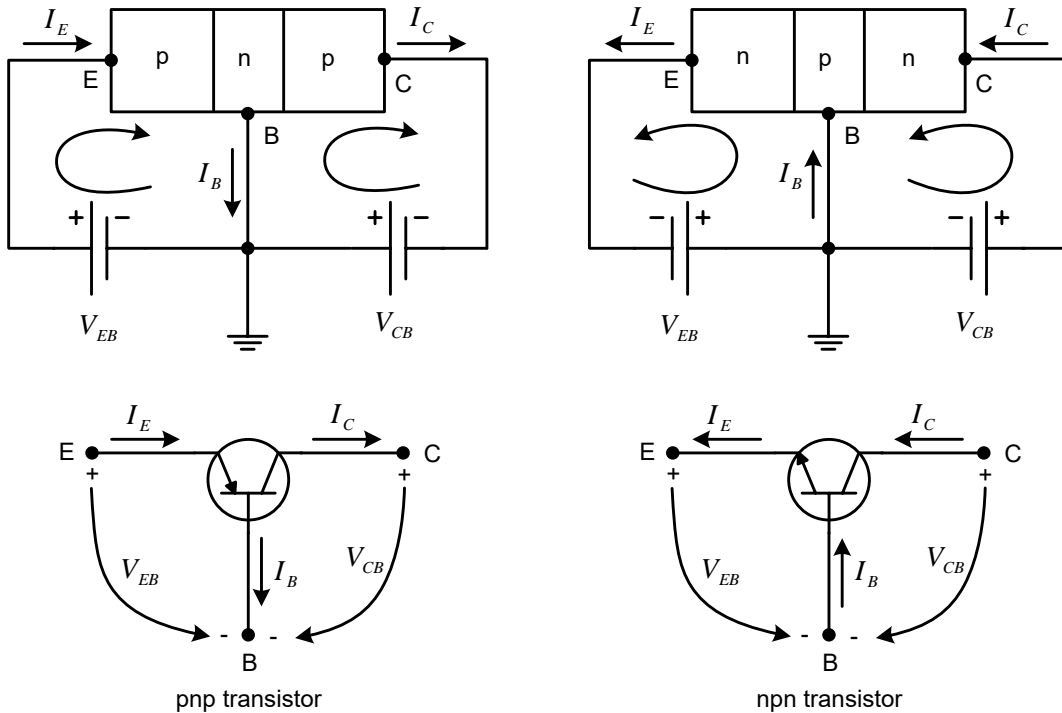 I_E I_C I_E I_C
p n p n p n
E C E C
B B
I_B I_B
+ - + - - + - +
V_EB V_CB V_EB V_CB
I_E I_C I_E I_C
E C E C
+ + + +
V_EB I_B V_CB V_EB I_B V_CB
- - - -
B B
pnp transistor npn transistor